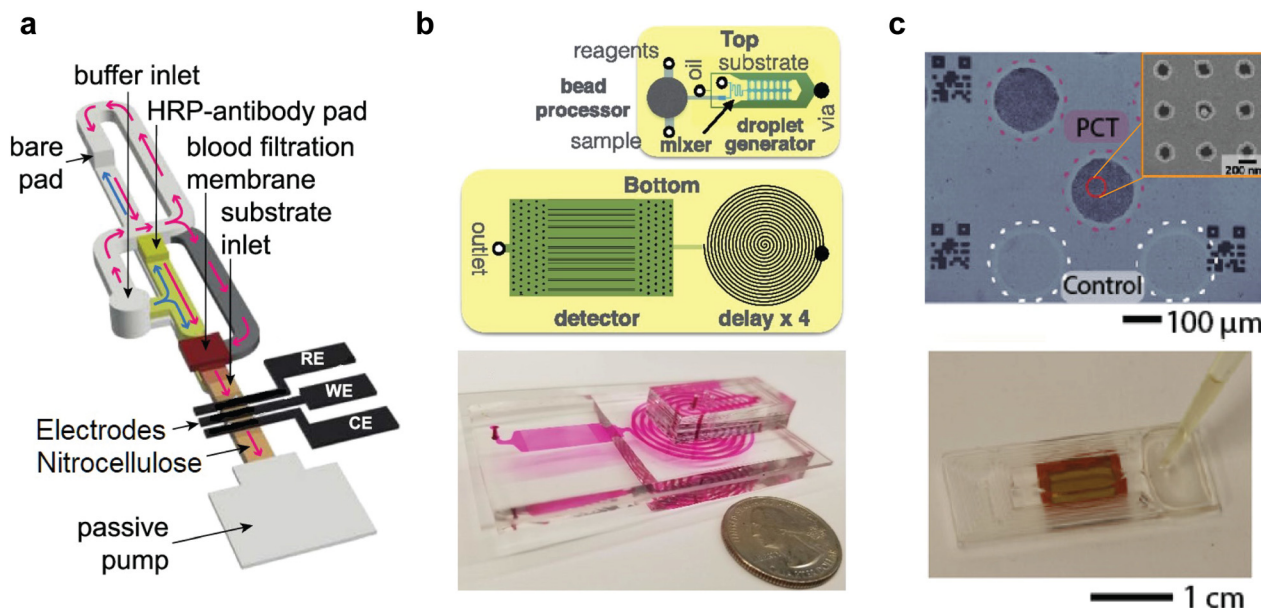 a
buffer inlet
HRP-antibody pad
blood filtration
membrane
substrate
inlet
bare
pad
RE
WE
CE
Electrodes
Nitrocellulose
passive
pump
b
reagents
bead
processor
sample
oil
Top
substrate
mixer
droplet
generator
via
Bottom
outlet
detector
delay x 4
c
PCT
200 nm
Control
100 µm
1 cm